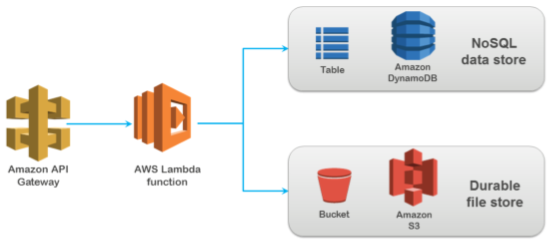 Amazon API
Gateway
AWS Lambda
function
Table
Amazon
DynamoDB
NoSQL
data store
Bucket
Amazon
S3
Durable
file store